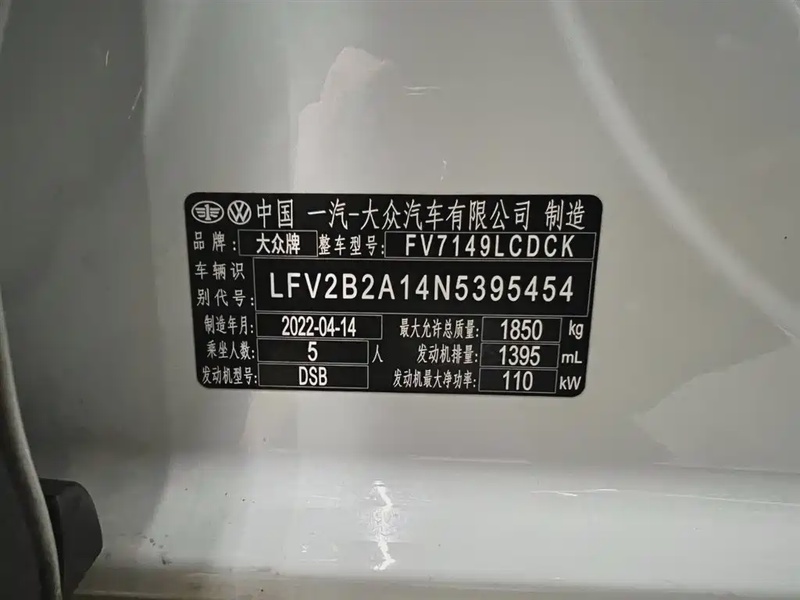 中国 一汽-大众汽车有限公司 制造
品牌: 大众牌 整车型号: FV7149LCDCK
车辆识别代号: LFV2B2A14N5395454
制造年月: 2022-04-14 最大允许总质量: 1850 kg
乘坐人数: 5 人 发动机排量: 1395 mL
发动机型号: DSB 发动机最大净功率: 110 kW